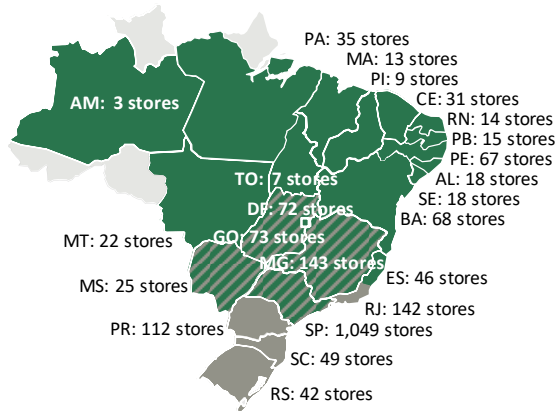 PA: 35 stores
MA: 13 stores
PI: 9 stores
CE: 31 stores
AM: 3 stores
RN: 14 stores
PB: 15 stores
PE: 67 stores
TO: 7 stores
AL: 18 stores
SE: 18 stores
DF: 72 stores
BA: 68 stores
GO: 73 stores
MT: 22 stores
MG: 143 stores
ES: 46 stores
MS: 25 stores
RJ: 142 stores
PR: 112 stores
SP: 1,049 stores
SC: 49 stores
RS: 42 stores